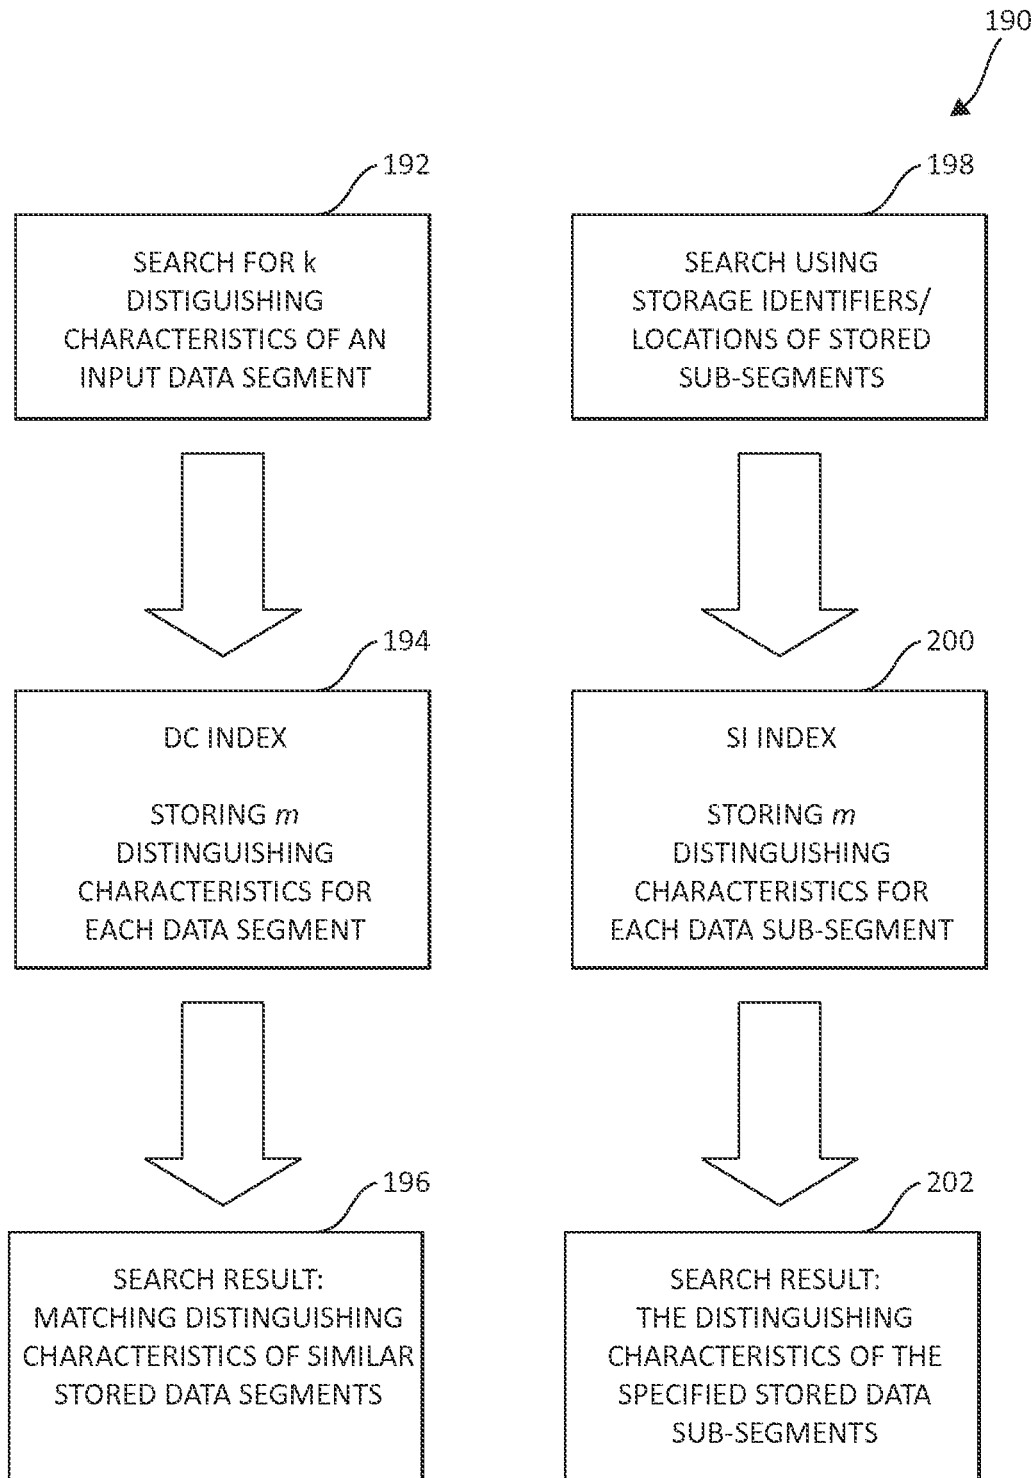 190
192
SEARCH FOR k
DISTIGUISHING
CHARACTERISTICS OF AN
INPUT DATA SEGMENT
194
DC INDEX
STORING m
DISTINGUISHING
CHARACTERISTICS FOR
EACH DATA SEGMENT
196
SEARCH RESULT:
MATCHING DISTINGUISHING
CHARACTERISTICS OF SIMILAR
STORED DATA SEGMENTS
198
SEARCH USING
STORAGE IDENTIFIERS/
LOCATIONS OF STORED
SUB-SEGMENTS
200
SI INDEX
STORING m
DISTINGUISHING
CHARACTERISTICS FOR
EACH DATA SUB-SEGMENT
202
SEARCH RESULT:
THE DISTINGUISHING
CHARACTERISTICS OF THE
SPECIFIED STORED DATA
SUB-SEGMENTS